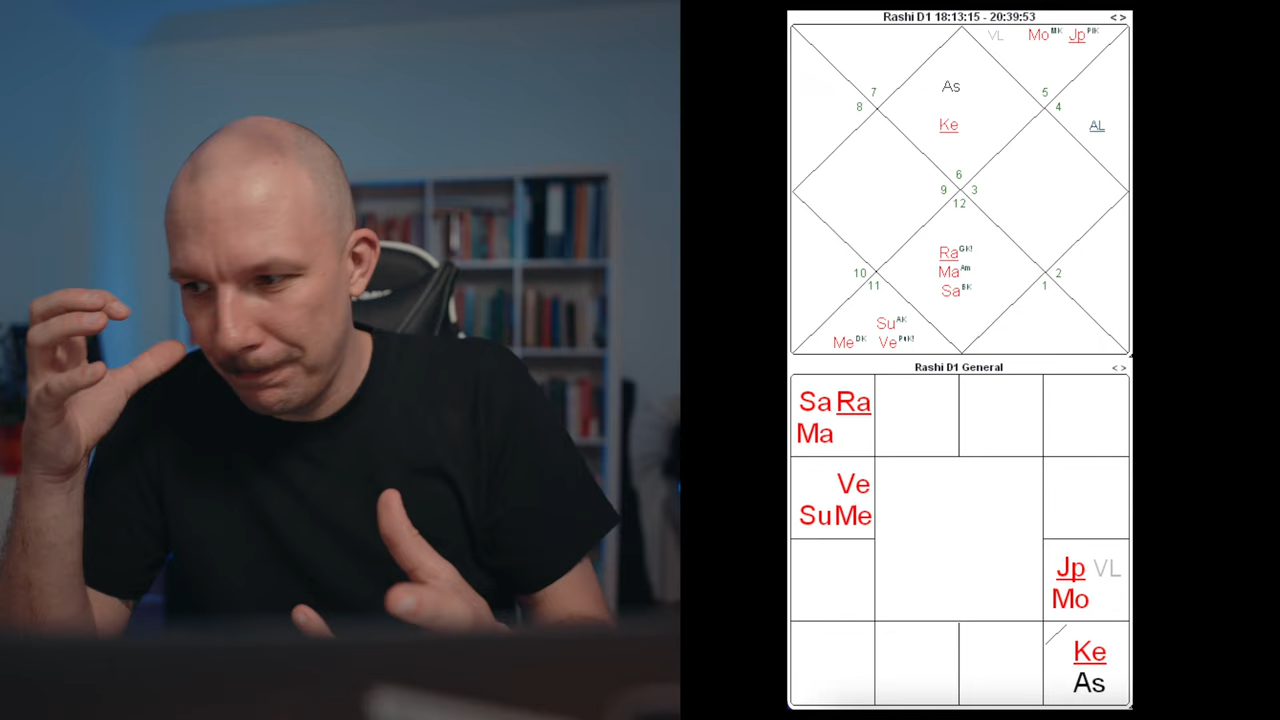 Rashi D1 18:13:15 - 20:39:53 < >
VL Mo MK Jp PiK
As
7 5
8 4
Ke AL
6
9 3
12
Ra GK!
Ma Am
10 2
11 1
Sa BK
Su AK
Me DK Ve PtK!
Rashi D1 General < >
Sa Ra
Ma
Ve
Su Me
Jp VL
Mo
Ke
As